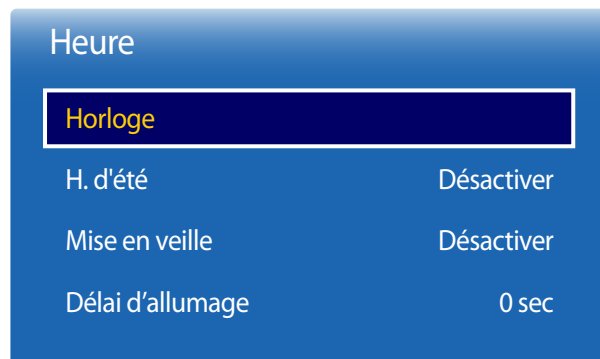 Heure
Horloge
H. d'été Désactiver
Mise en veille Désactiver
Délai d’allumage 0 sec